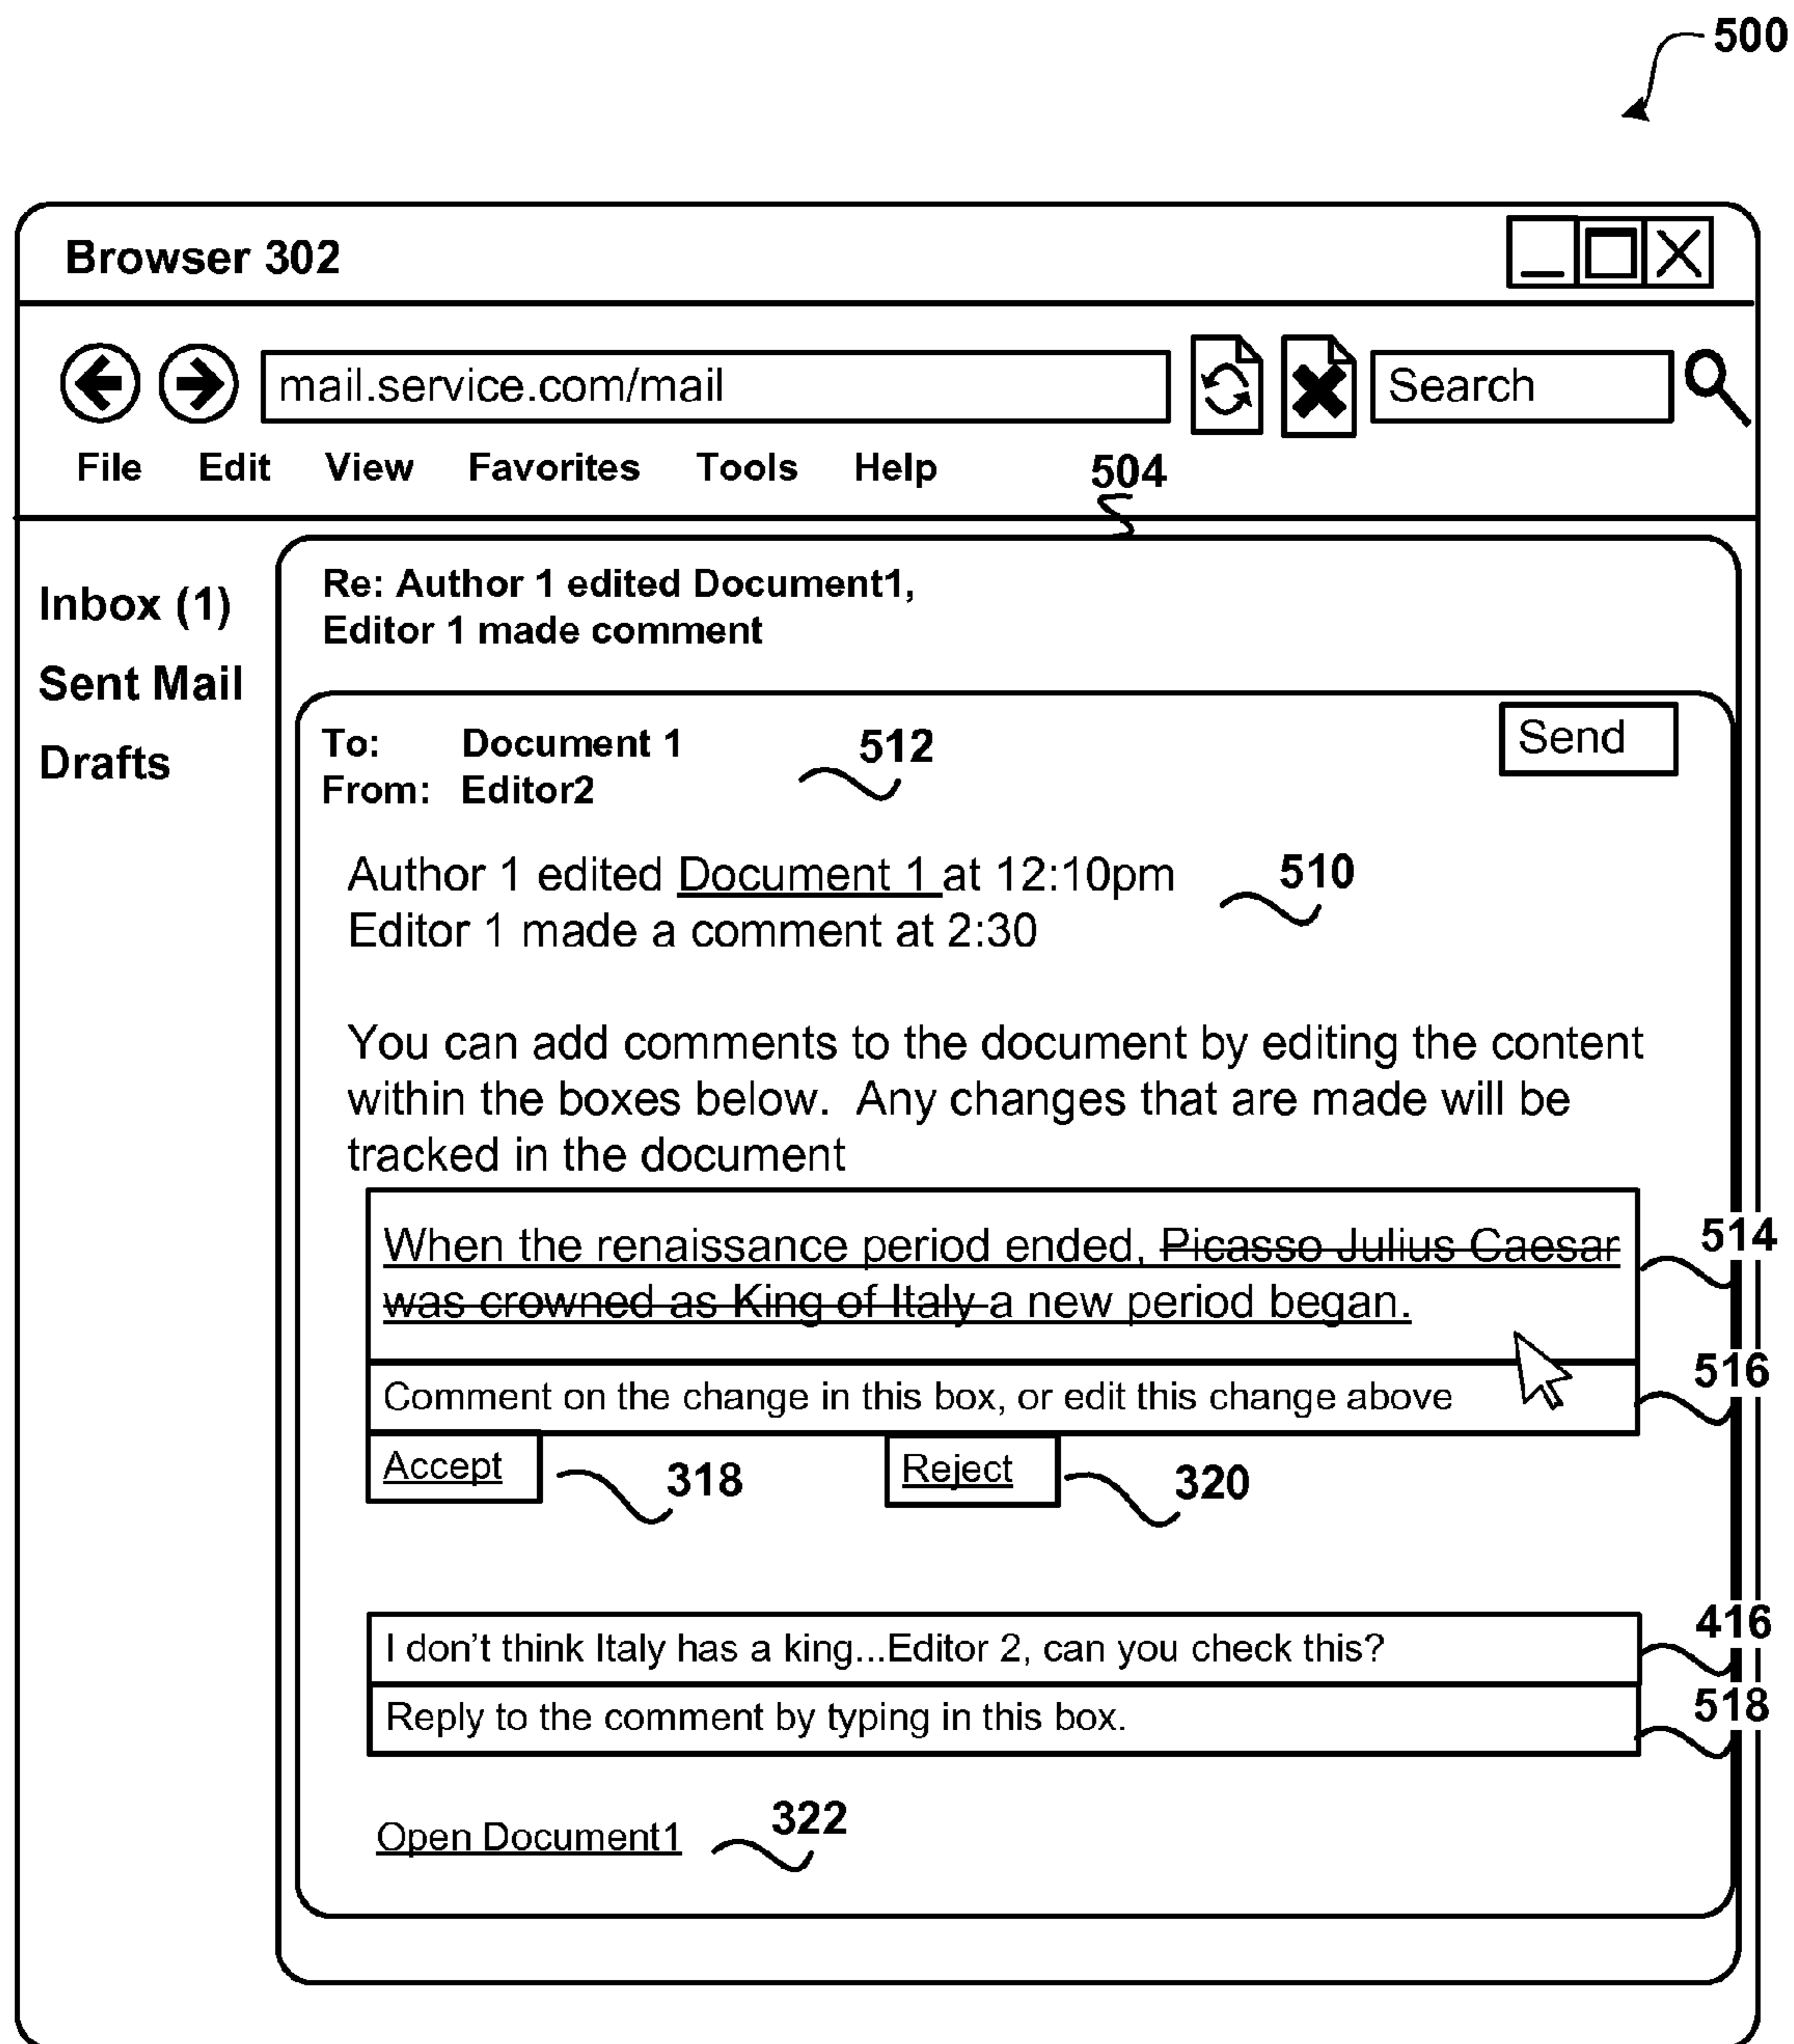 500
Browser 302
mail.service.com/mail
Search
File Edit View Favorites Tools Help
504
Inbox (1)
Sent Mail
Drafts
Re: Author 1 edited Document1,
Editor 1 made comment
To: Document 1
From: Editor2
512
Send
Author 1 edited Document 1 at 12:10pm
Editor 1 made a comment at 2:30
510
You can add comments to the document by editing the content
within the boxes below. Any changes that are made will be
tracked in the document
When the renaissance period ended, Picasso Julius Caesar
was crowned as King of Italy a new period began.
514
Comment on the change in this box, or edit this change above
516
Accept
318
Reject
320
I don't think Italy has a king...Editor 2, can you check this?
416
Reply to the comment by typing in this box.
518
Open Document1
322